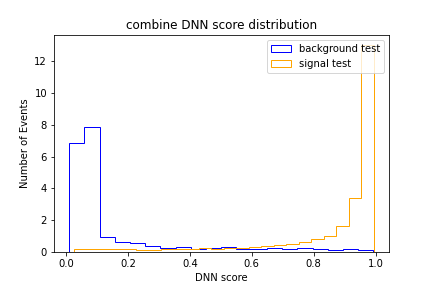 combine DNN score distribution
background test
signal test
Number of Events
12
10
8
6
4
2
0
0.0 0.2 0.4 0.6 0.8 1.0
DNN score